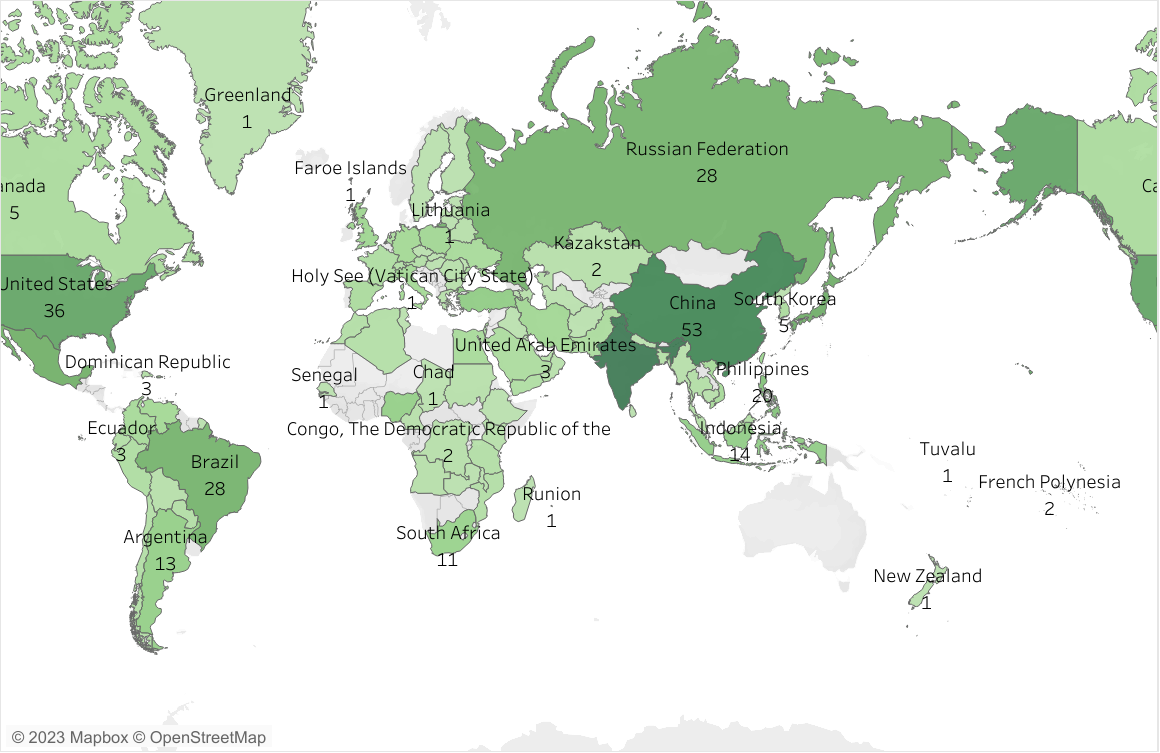 Greenland
1
Faroe Islands
1
Russian Federation
28
anada
5
Ca
Lithuania
1
Kazakstan
2
Holy See (Vatican City State)
1
United States
36
China
53
South Korea
5
United Arab Emirates
3
Dominican Republic
3
Senegal
1
Chad
1
Philippines
20
Ecuador
3
Congo, The Democratic Republic of the
2
Indonesia
14
Brazil
28
Tuvalu
1
French Polynesia
2
Runion
1
Argentina
13
South Africa
11
New Zealand
1
© 2023 Mapbox © OpenStreetMap